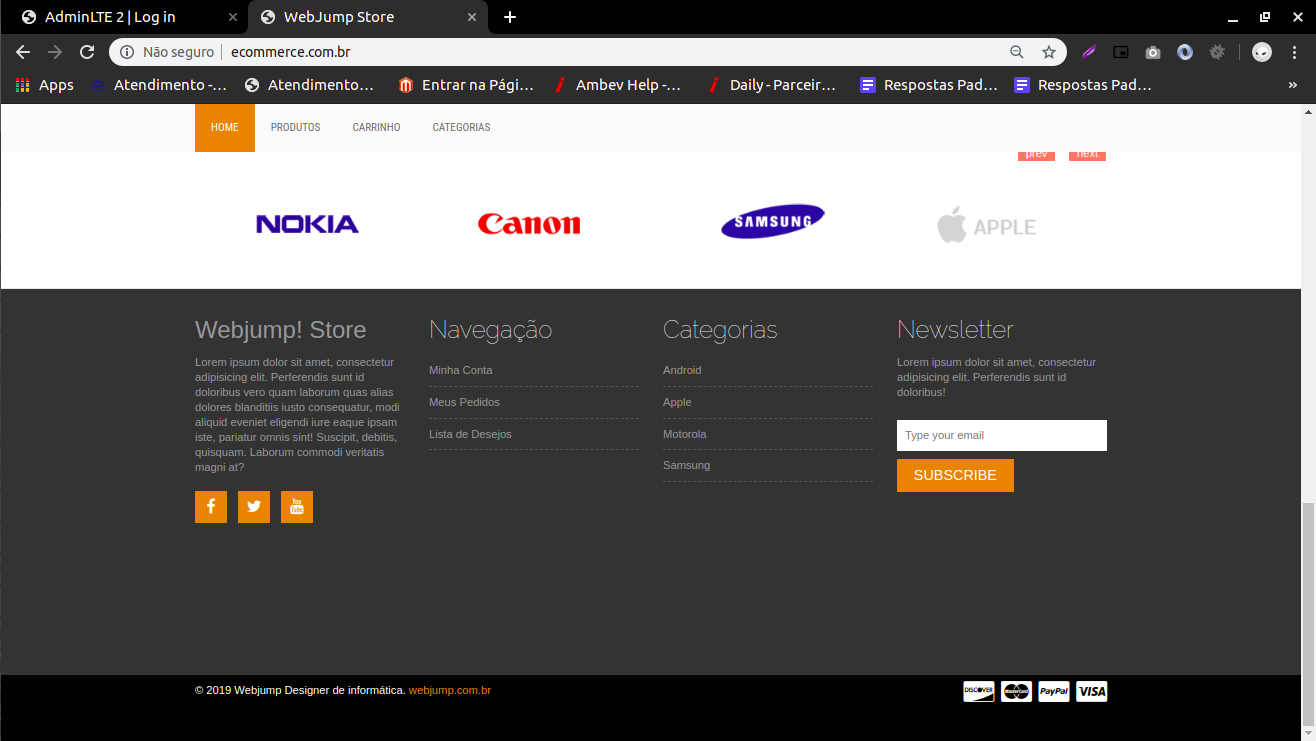 AdminLTE 2 | Log in
WebJump Store
Não seguro
ecommerce.com.br
Apps
Atendimento -...
Atendimento...
Entrar na Pági...
Ambev Help -...
Daily - Parceir...
Respostas Pad...
Respostas Pad...
»
HOME
PRODUTOS
CARRINHO
CATEGORIAS
prev
next
NOKIA
Canon
SAMSUNG
APPLE
Webjump! Store
Lorem ipsum dolor sit amet, consectetur
adipisicing elit. Perferendis sunt id
doloribus vero quam laborum quas alias
dolores blanditiis iusto consequatur, modi
aliquid eveniet eligendi iure eaque ipsam
iste, pariatur omnis sint! Suscipit, debitis,
quisquam. Laborum commodi veritatis
magni at?
You
Tube
Navegação
Minha Conta
Meus Pedidos
Lista de Desejos
Categorias
Android
Apple
Motorola
Samsung
Newsletter
Lorem ipsum dolor sit amet, consectetur
adipisicing elit. Perferendis sunt id
doloribus!
Type your email
SUBSCRIBE
© 2019 Webjump Designer de informática. webjump.com.br
DISCOVER
MasterCard
PayPal
VISA